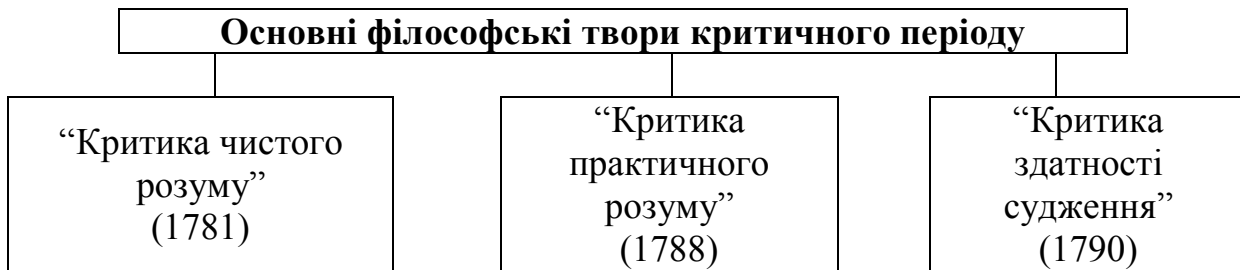 Основні філософські твори критичного періоду
“Критика чистого
розуму”
(1781)
“Критика
практичного
розуму”
(1788)
“Критика
здатності
судження”
(1790)